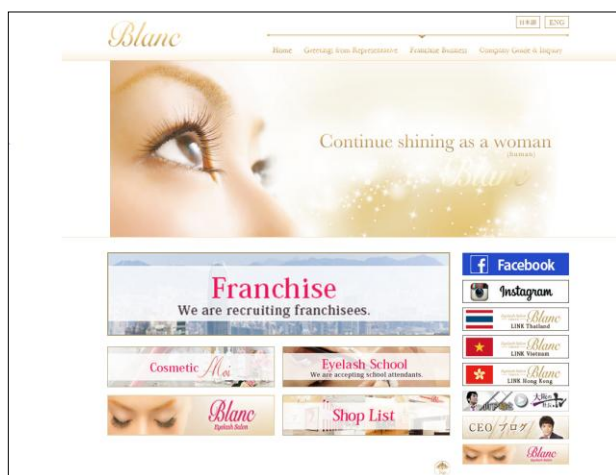 Blanc
日本語
ENG
Home
Greetings from Representative
Franchise Business
Company Guide & Inquiry
Continue shining as a woman
[human]
Blanc
Franchise
We are recruiting franchisees.
Facebook
Instagram
Cosmetic Moi
Eyelash School
We are accepting school attendants.
Blanc
LINK Thailand
Blanc
LINK Vietnam
Blanc
LINK Hong Kong
Blanc
Eyelash Salon
Shop List
CEO ブログ
Blanc